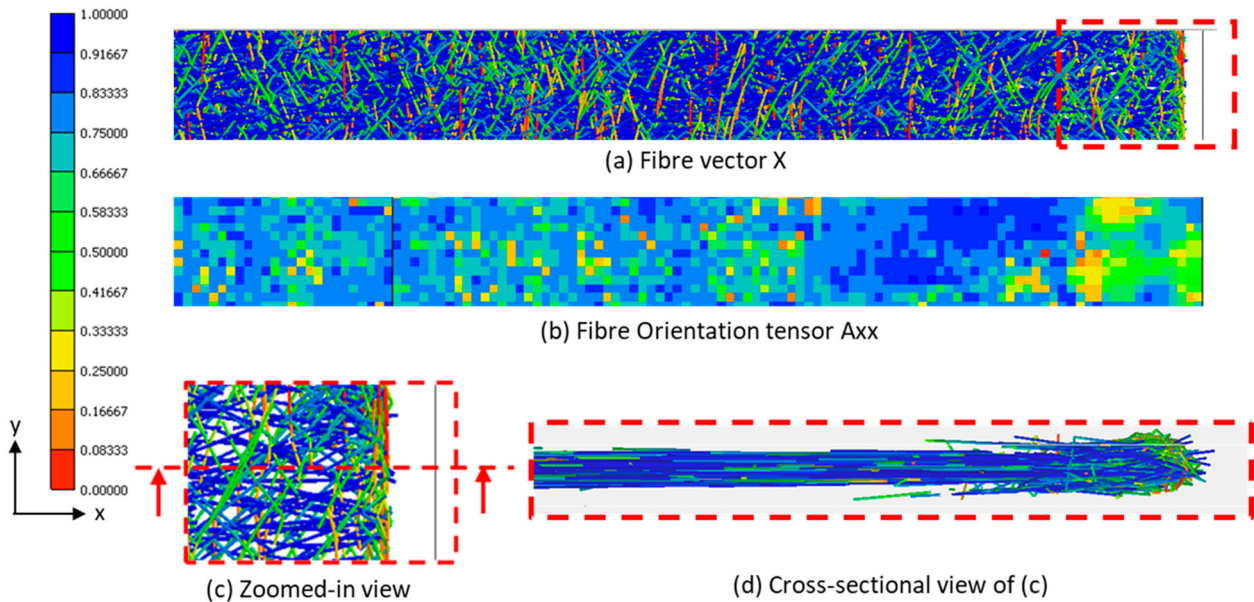 1.00000
0.91667
0.83333
0.75000
0.66667
0.58333
0.50000
0.41667
0.33333
0.25000
0.16667
0.08333
0.00000
(a) Fibre vector X
(b) Fibre Orientation tensor Axx
y
x
(c) Zoomed-in view
(d) Cross-sectional view of (c)